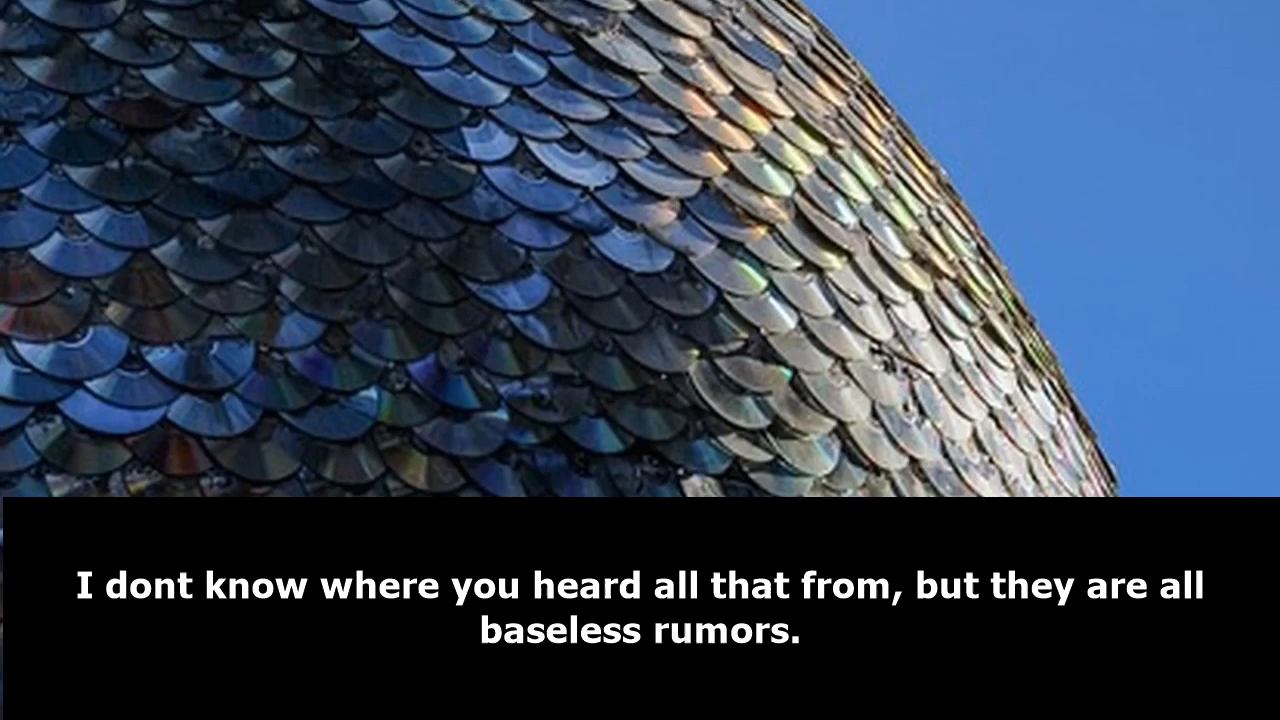 I dont know where you heard all that from, but they are all
baseless rumors.